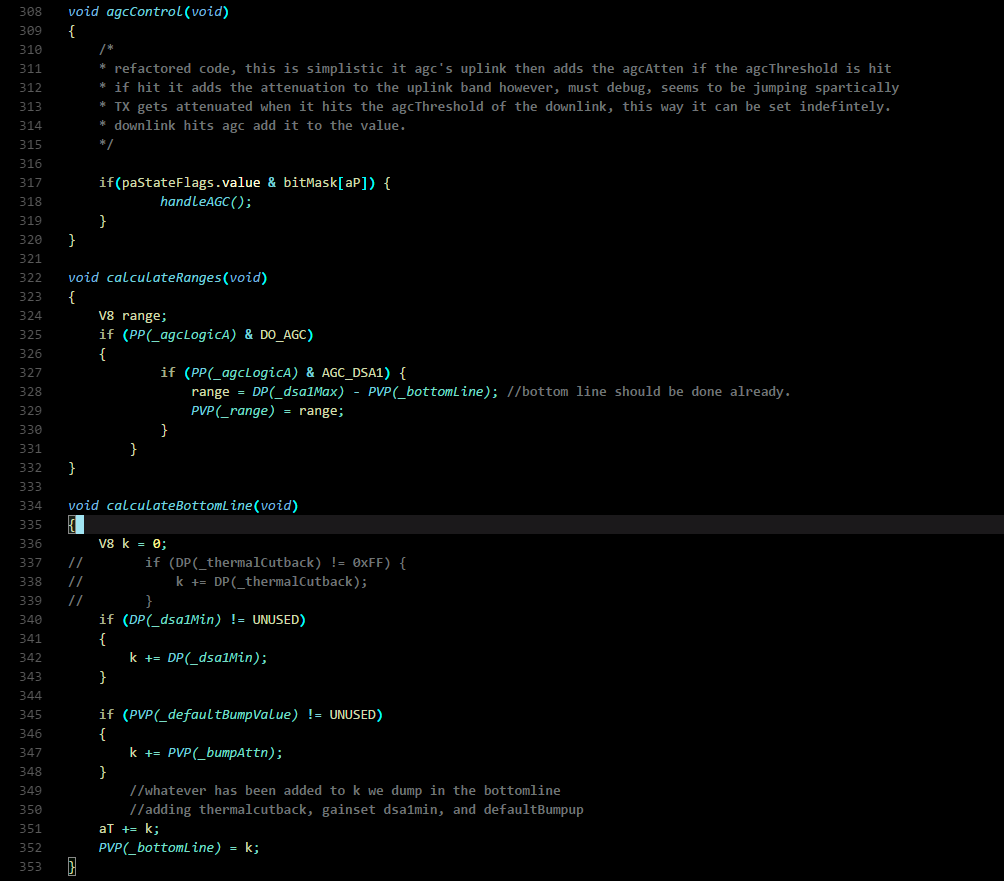 308 void agcControl(void)
309 {
310 /*
311 * refactored code, this is simplistic it agc's uplink then adds the agcAtten if the agcThreshold is hit
312 * if hit it adds the attenuation to the uplink band however, must debug, seems to be jumping spartically
313 * TX gets attenuated when it hits the agcThreshold of the downlink, this way it can be set indefintely.
314 * downlink hits agc add it to the value.
315 */
316
317 if(paStateFlags.value & bitMask[aP]) {
318 handleAGC();
319 }
320 }
321
322 void calculateRanges(void)
323 {
324 V8 range;
325 if (PP(_agcLogicA) & DO_AGC)
326 {
327 if (PP(_agcLogicA) & AGC_DSA1) {
328 range = DP(_dsa1Max) - PVP(_bottomLine); //bottom line should be done already.
329 PVP(_range) = range;
330 }
331 }
332 }
333
334 void calculateBottomLine(void)
335 {
336 V8 k = 0;
337 // if (DP(_thermalCutback) != 0xFF) {
338 // k += DP(_thermalCutback);
339 // }
340 if (DP(_dsa1Min) != UNUSED)
341 {
342 k += DP(_dsa1Min);
343 }
344
345 if (PVP(_defaultBumpValue) != UNUSED)
346 {
347 k += PVP(_bumpAttn);
348 }
349 //whatever has been added to k we dump in the bottomline
350 //adding thermalcutback, gainset dsa1min, and defaultBumpup
351 aT += k;
352 PVP(_bottomLine) = k;
353 }